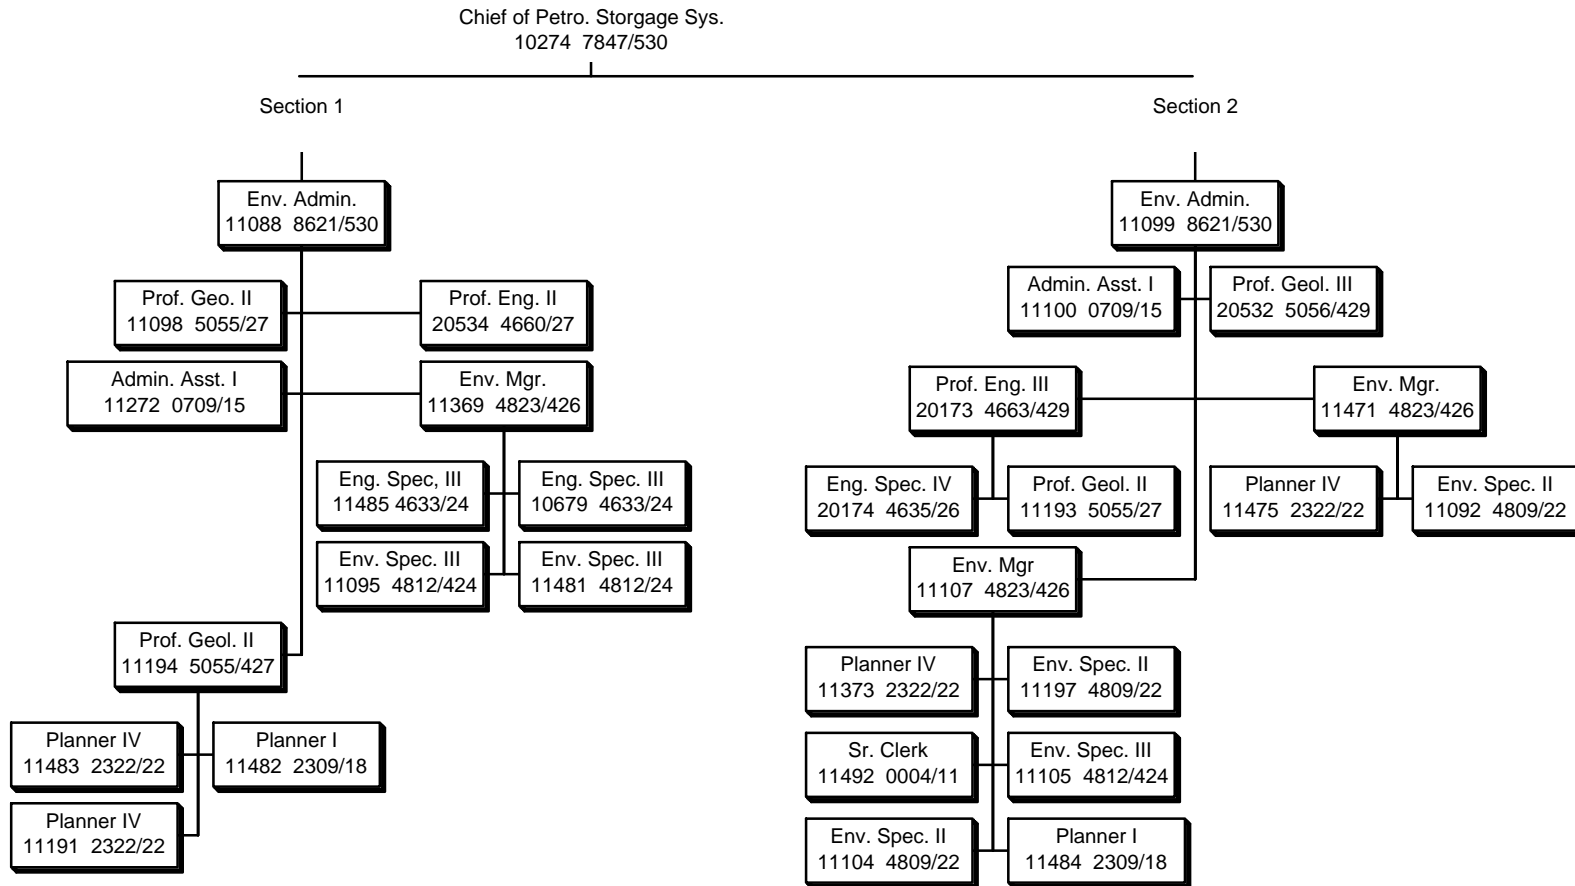 Chief of Petro. Storgage Sys.
10274 7847/530
Section 1
Env. Admin.
11088 8621/530
Prof. Geo. II
11098 5055/27
Prof. Eng. II
20534 4660/27
Admin. Asst. I
11272 0709/15
Env. Mgr.
11369 4823/426
Eng. Spec, III
11485 4633/24
Eng. Spec. III
10679 4633/24
Env. Spec. III
11095 4812/424
Env. Spec. III
11481 4812/24
Prof. Geol. II
11194 5055/427
Planner IV
11483 2322/22
Planner I
11482 2309/18
Planner IV
11191 2322/22
Section 2
Env. Admin.
11099 8621/530
Admin. Asst. I
11100 0709/15
Prof. Geol. III
20532 5056/429
Prof. Eng. III
20173 4663/429
Env. Mgr.
11471 4823/426
Eng. Spec. IV
20174 4635/26
Prof. Geol. II
11193 5055/27
Planner IV
11475 2322/22
Env. Spec. II
11092 4809/22
Env. Mgr
11107 4823/426
Planner IV
11373 2322/22
Env. Spec. II
11197 4809/22
Sr. Clerk
11492 0004/11
Env. Spec. III
11105 4812/424
Env. Spec. II
11104 4809/22
Planner I
11484 2309/18